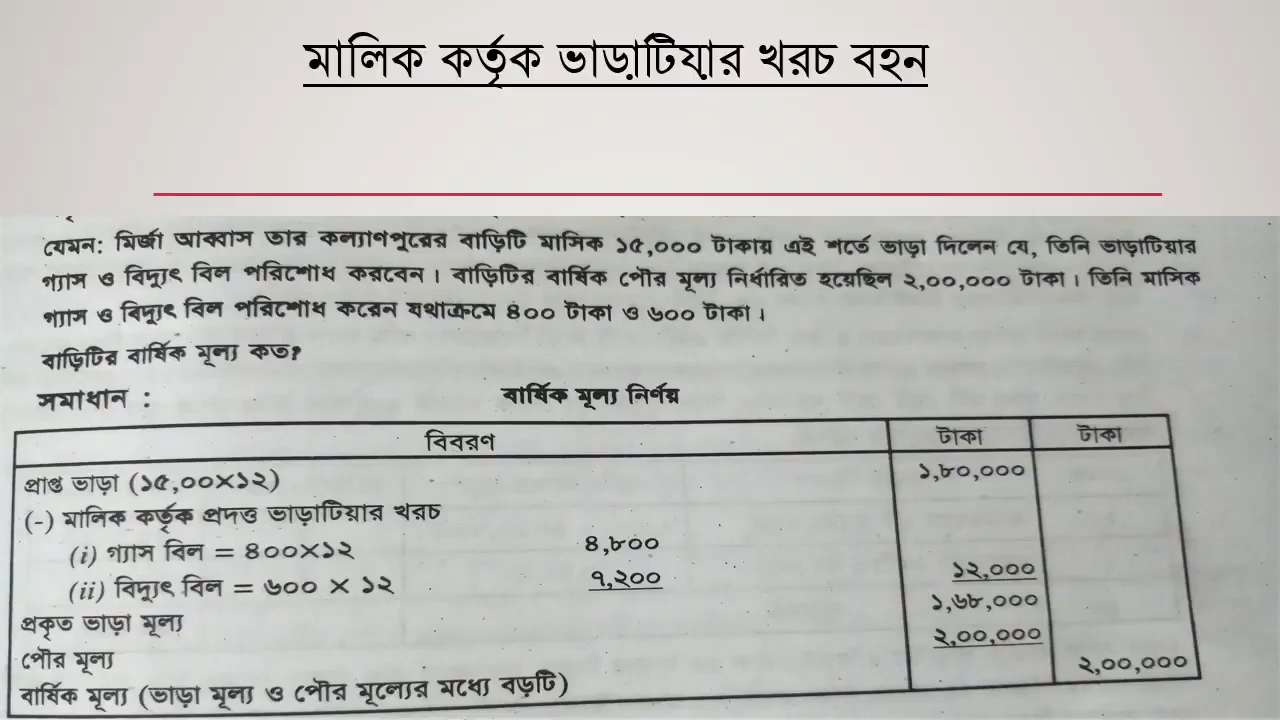 মালিক কর্তৃক ভাড়াটিয়ার খরচ বহন
যেমন: মির্জা আব্বাস তার কল্যাণপুরের বাড়িটি মাসিক ১৫,০০০ টাকায় এই শর্তে ভাড়া দিলেন যে, তিনি ভাড়াটিয়ার
গ্যাস ও বিদ্যুৎ বিল পরিশোধ করবেন। বাড়িটির বার্ষিক পৌর মূল্য নির্ধারিত হয়েছিল ২,০০,০০০ টাকা। তিনি মাসিক
গ্যাস ও বিদ্যুৎ বিল পরিশোধ করেন যথাক্রমে ৪০০ টাকা ও ৬০০ টাকা।
বাড়িটির বার্ষিক মূল্য কত?
সমাধান : বার্ষিক মূল্য নির্ণয়
বিবরণ টাকা টাকা
প্রাপ্ত ভাড়া (১৫,০০×১২) ১,৮০,০০০
(-) মালিক কর্তৃক প্রদত্ত ভাড়াটিয়ার খরচ
(i) গ্যাস বিল = ৪০০×১২ ৪,৮০০
(ii) বিদ্যুৎ বিল = ৬০০ × ১২ ৭,২০০ ১২,০০০
প্রকৃত ভাড়া মূল্য ১,৬৮,০০০
পৌর মূল্য ২,০০,০০০
বার্ষিক মূল্য (ভাড়া মূল্য ও পৌর মূল্যের মধ্যে বড়টি) ২,০০,০০০